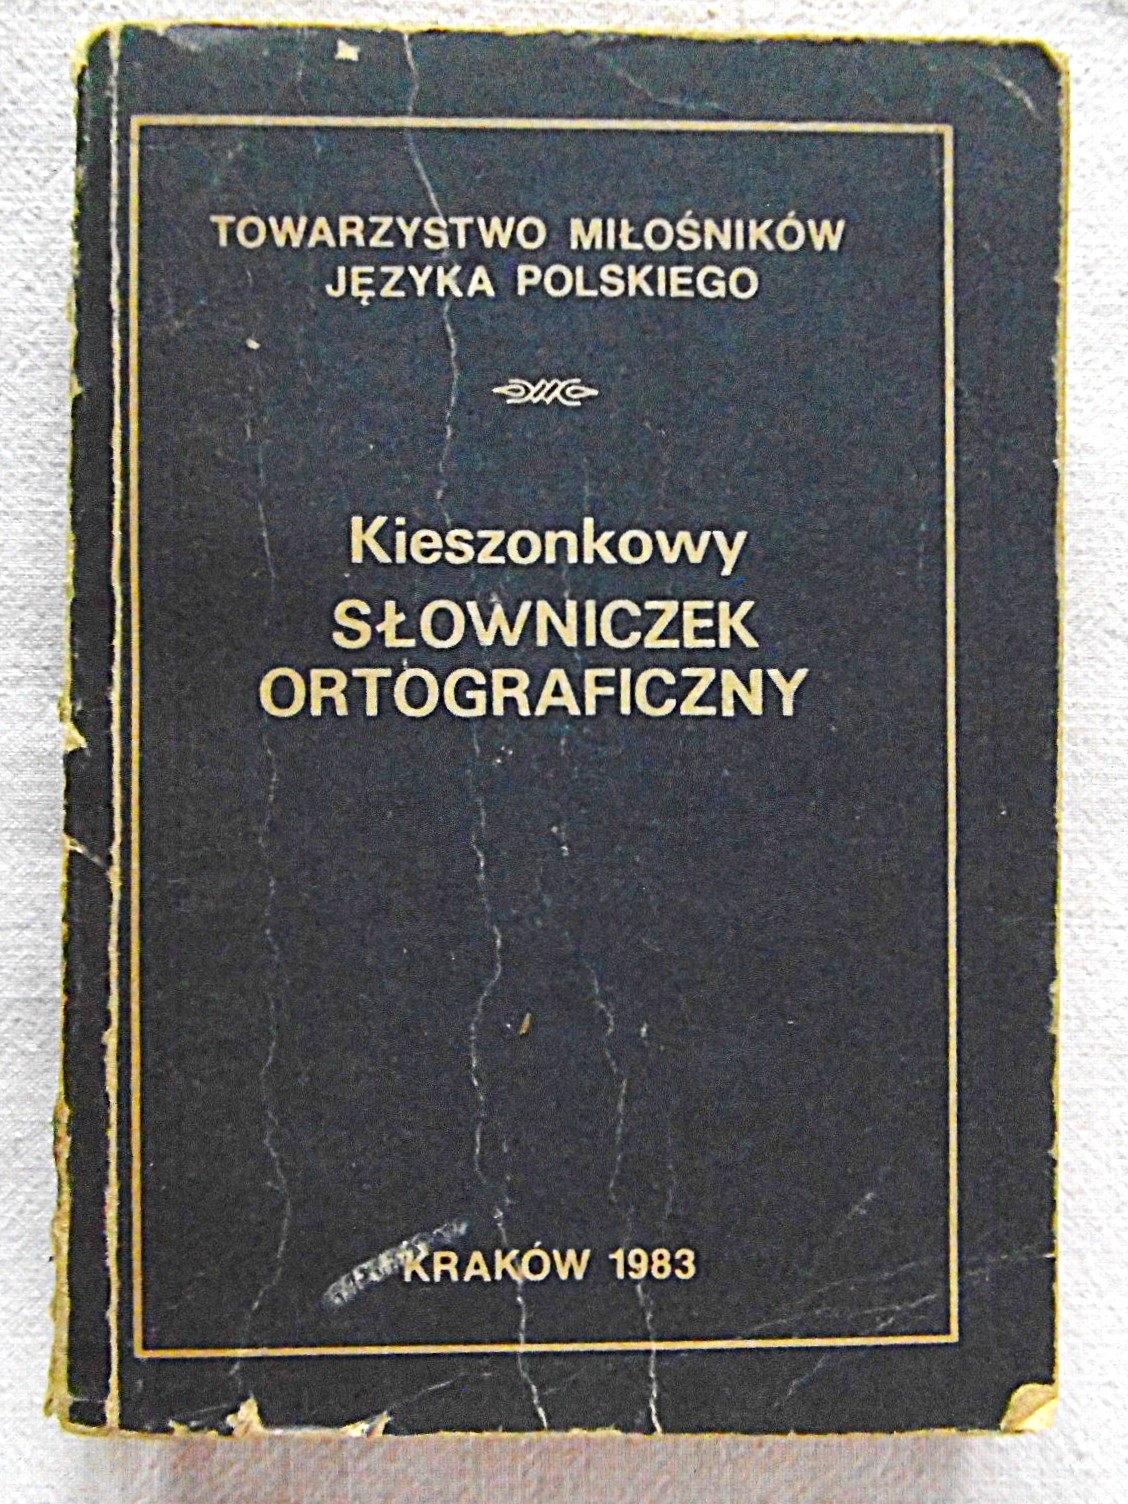 TOWARZYSTWO MIŁOŚNIKÓW
JĘZYKA POLSKIEGO
Kieszonkowy
SŁOWNICZEK
ORTOGRAFICZNY
KRAKÓW 1983